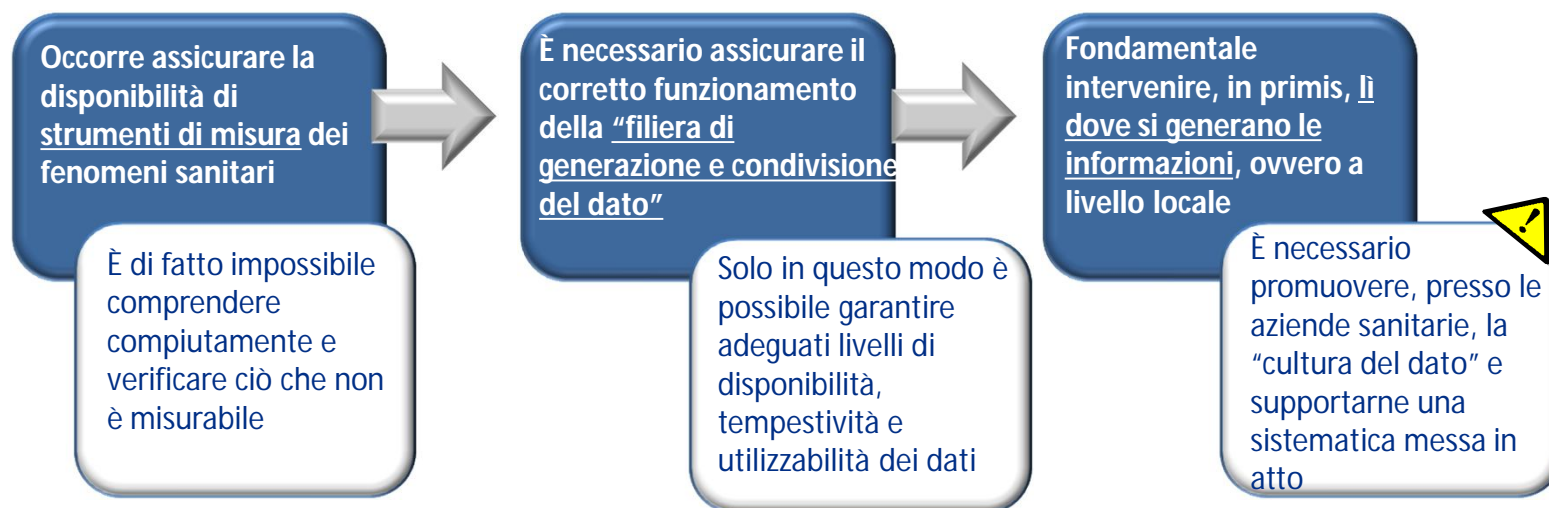 Occorre assicurare la
disponibilità di
strumenti di misura dei
fenomeni sanitari
È di fatto impossibile
comprendere
compiutamente e
verificare ciò che non
è misurabile
È necessario assicurare il
corretto funzionamento
della “filiera di
generazione e condivisione
del dato”
Solo in questo modo è
possibile garantire
adeguati livelli di
disponibilità,
tempestività e
utilizzabilità dei dati
Fondamentale
intervenire, in primis, lì
dove si generano le
informazioni, ovvero a
livello locale
!
È necessario
promuovere, presso le
aziende sanitarie, la
“cultura del dato” e
supportarne una
sistematica messa in
atto